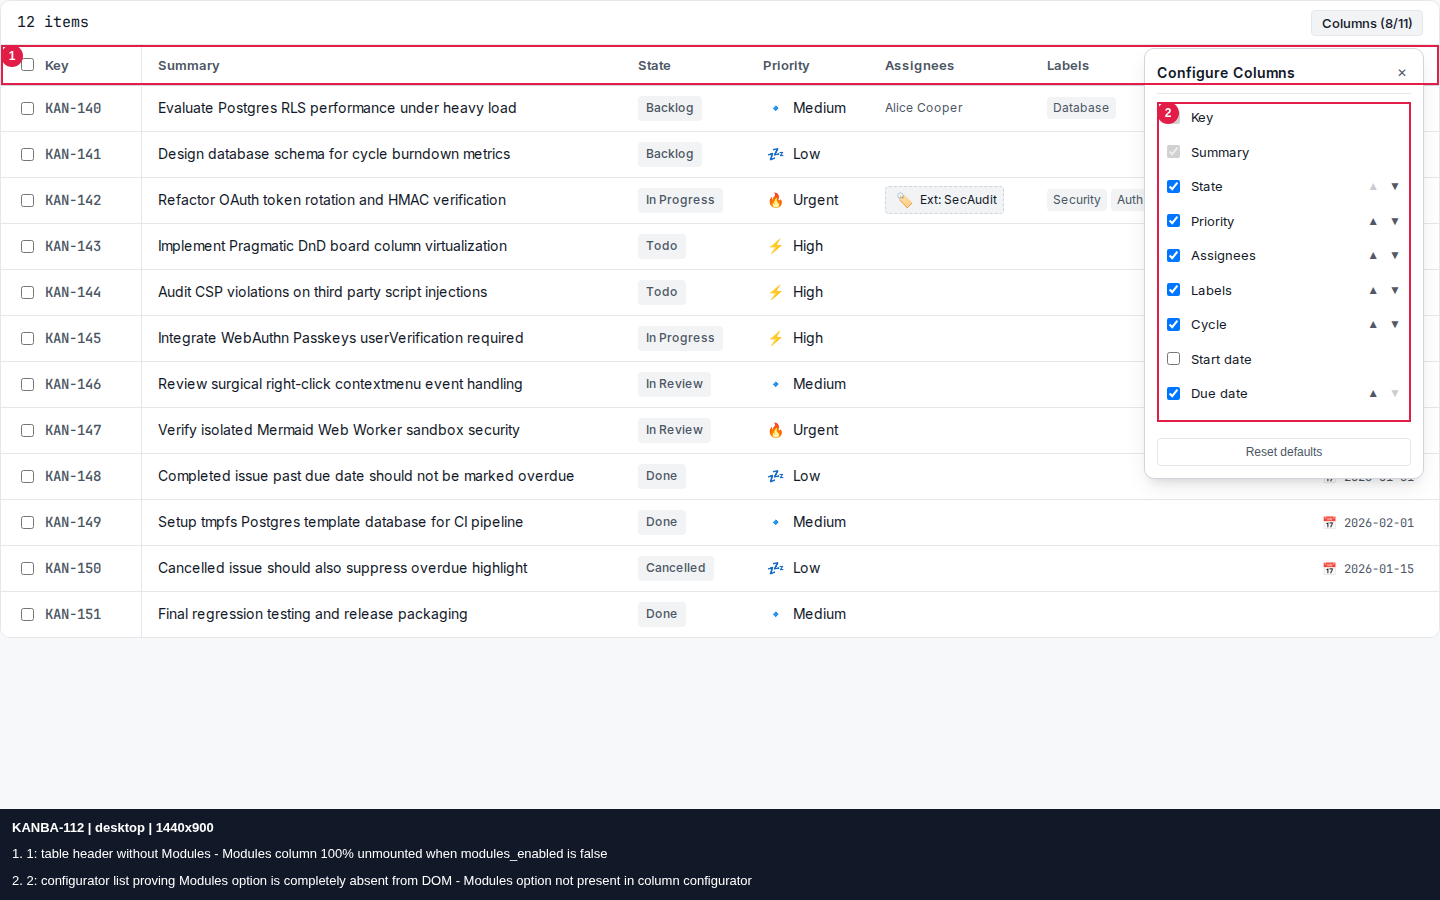 12 items
Columns (8/11)
1
Key Summary State Priority Assignees Labels
KAN-140 Evaluate Postgres RLS performance under heavy load Backlog Medium Alice Cooper Database
KAN-141 Design database schema for cycle burndown metrics Backlog Low
KAN-142 Refactor OAuth token rotation and HMAC verification In Progress Urgent Ext: SecAudit Security Auth
KAN-143 Implement Pragmatic DnD board column virtualization Todo High
KAN-144 Audit CSP violations on third party script injections Todo High
KAN-145 Integrate WebAuthn Passkeys userVerification required In Progress High
KAN-146 Review surgical right-click contextmenu event handling In Review Medium
KAN-147 Verify isolated Mermaid Web Worker sandbox security In Review Urgent
KAN-148 Completed issue past due date should not be marked overdue Done Low
KAN-149 Setup tmpfs Postgres template database for CI pipeline Done Medium 2026-02-01
KAN-150 Cancelled issue should also suppress overdue highlight Cancelled Low 2026-01-15
KAN-151 Final regression testing and release packaging Done Medium
Configure Columns ×
2
Key
Summary
State ▲ ▼
Priority ▲ ▼
Assignees ▲ ▼
Labels ▲ ▼
Cycle ▲ ▼
Start date
Due date ▲ ▼
Reset defaults
KANBA-112 | desktop | 1440x900
1. 1: table header without Modules - Modules column 100% unmounted when modules_enabled is false
2. 2: configurator list proving Modules option is completely absent from DOM - Modules option not present in column configurator